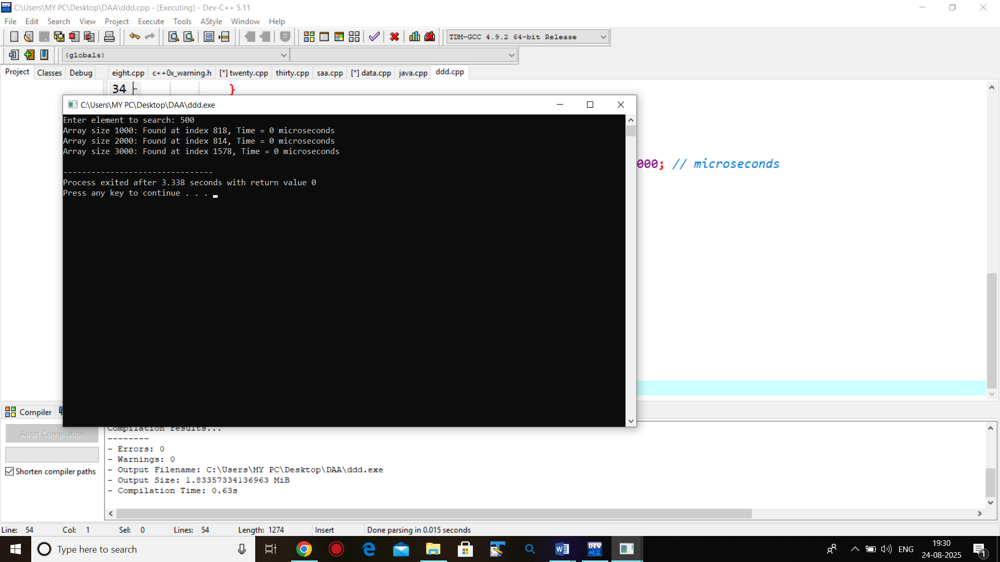 C:\Users\MY PC\Desktop\DAA\ddd.cpp - [Executing] - Dev-C++ 5.11
File Edit Search View Project Execute Tools AStyle Window Help
TDM-GCC 4.9.2 64-bit Release
(globals)
Project Classes Debug eight.cpp c++0x_warning.h [*] twenty.cpp thirty.cpp saa.cpp [*] data.cpp java.cpp ddd.cpp
34 }
C:\Users\MY PC\Desktop\DAA\ddd.exe
Enter element to search: 500
Array size 1000: Found at index 818, Time = 0 microseconds
Array size 2000: Found at index 814, Time = 0 microseconds
Array size 3000: Found at index 1578, Time = 0 microseconds
000; // microseconds
--------------------------------
Process exited after 3.338 seconds with return value 0
Press any key to continue . . .
Compiler
Abort Compilation
Shorten compiler paths
Compilation results...
--------
- Errors: 0
- Warnings: 0
- Output Filename: C:\Users\MY PC\Desktop\DAA\ddd.exe
- Output Size: 1.83357334136963 MiB
- Compilation Time: 0.63s
Line: 54 Col: 1 Sel: 0 Lines: 54 Length: 1274 Insert Done parsing in 0.015 seconds
Type here to search
DEV C++
ENG
19:30
24-08-2025
1